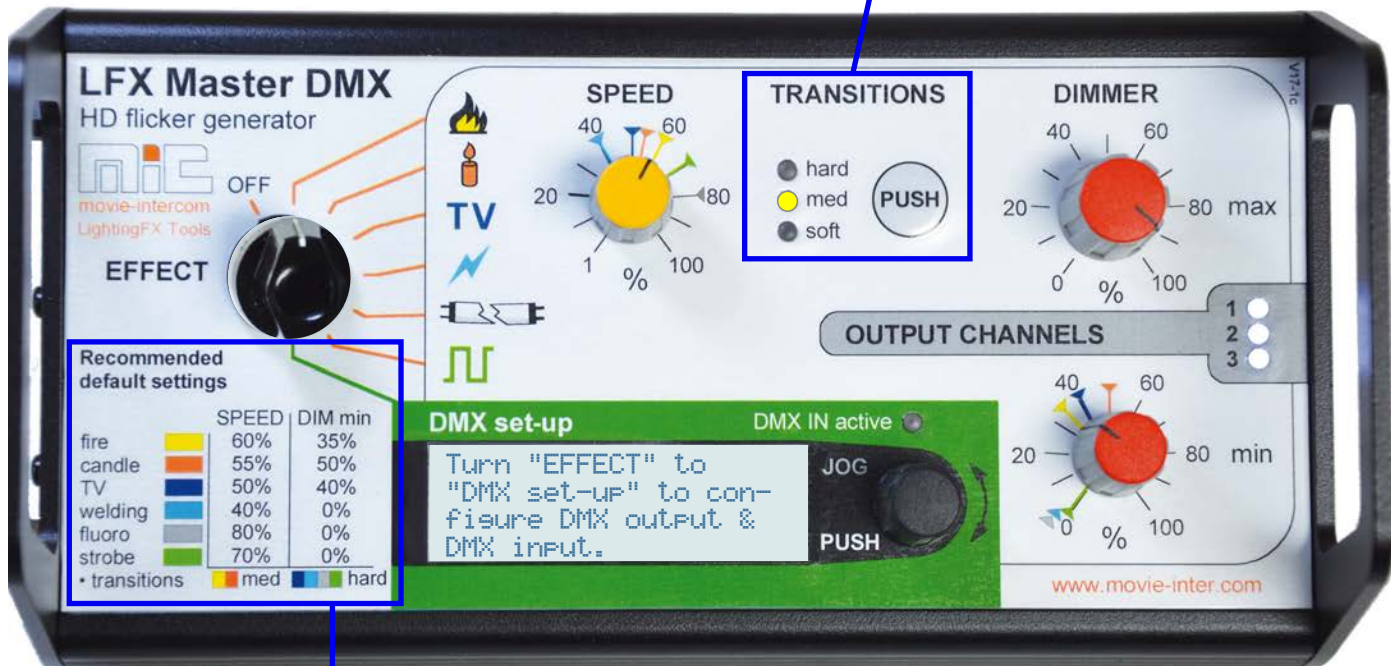 LFX Master DMX
HD flicker generator
mic
movie-intercom
LightingFX Tools
OFF
EFFECT
TV
SPEED
40 60
20 80
1 100
%
TRANSITIONS
hard
med
soft
PUSH
DIMMER
V17-1c
40 60
20 80 max
0 100
%
OUTPUT CHANNELS
1
2
3
40 60
20 80 min
0 100
%
Recommended
default settings
SPEED DIM min
fire 60% 35%
candle 55% 50%
TV 50% 40%
welding 40% 0%
fluoro 80% 0%
strobe 70% 0%
• transitions med hard
DMX set-up
DMX IN active
Turn "EFFECT" to
"DMX set-up" to con-
figure DMX output &
DMX input.
JOG
PUSH
www.movie-inter.com